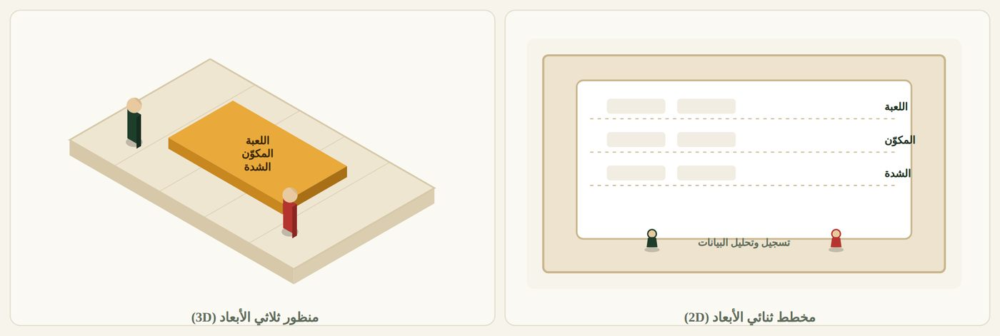 اللعبة
المكوّن
الشدة
تسجيل وتحليل البيانات
مخطط ثنائي الأبعاد (2D)
اللعبة
المكوّن
الشدة
منظور ثلاثي الأبعاد (3D)